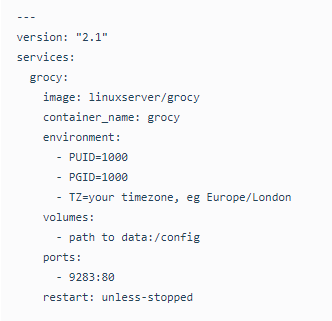 ---
version: "2.1"
services:
  grocy:
    image: linuxserver/grocy
    container_name: grocy
    environment:
      - PUID=1000
      - PGID=1000
      - TZ=your timezone, eg Europe/London
    volumes:
      - path to data:/config
    ports:
      - 9283:80
    restart: unless-stopped